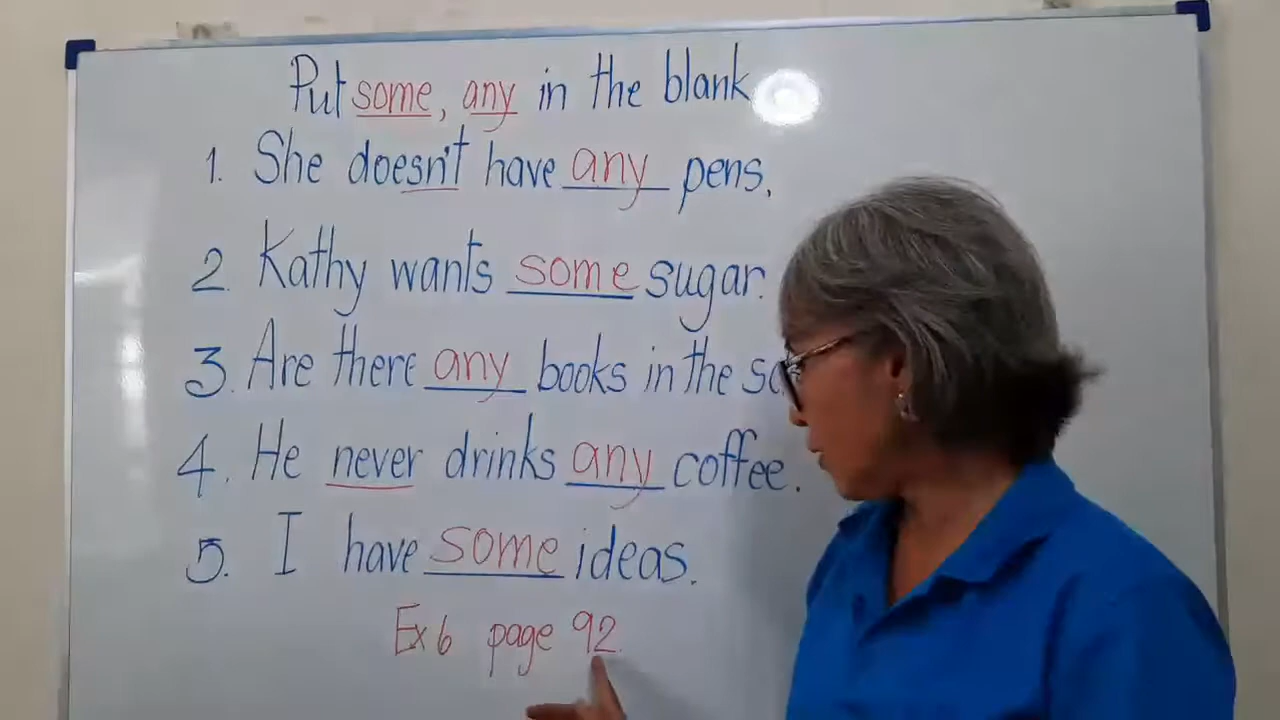 Put some, any in the blank
1. She doesn't have any pens.
2. Kathy wants some sugar.
3. Are there any books in the
4. He never drinks any coffee.
5. I have some ideas.
Ex 6 page 92